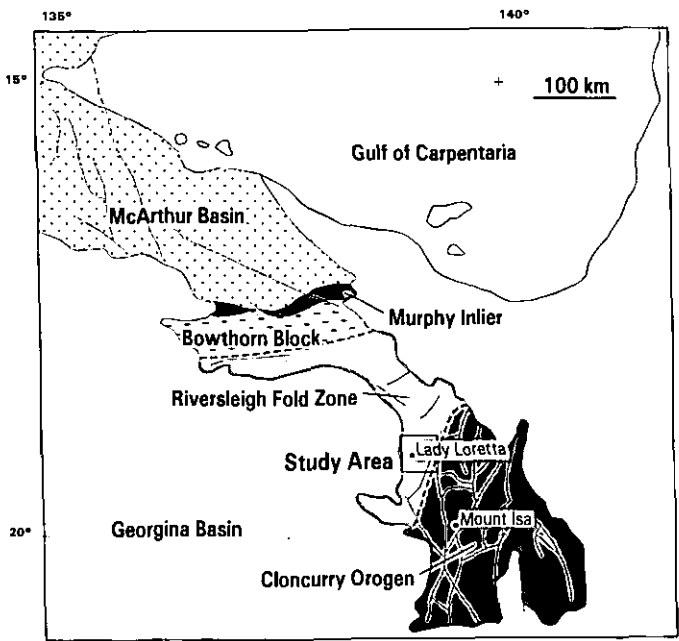 135°
140°
15°
100 km
Gulf of Carpentaria
McArthur Basin
Murphy Inlier
Bowthorn Block
Riversleigh Fold Zone
Study Area
Lady Loretta
Georgina Basin
20°
Mount Isa
Cloncurry Orogen